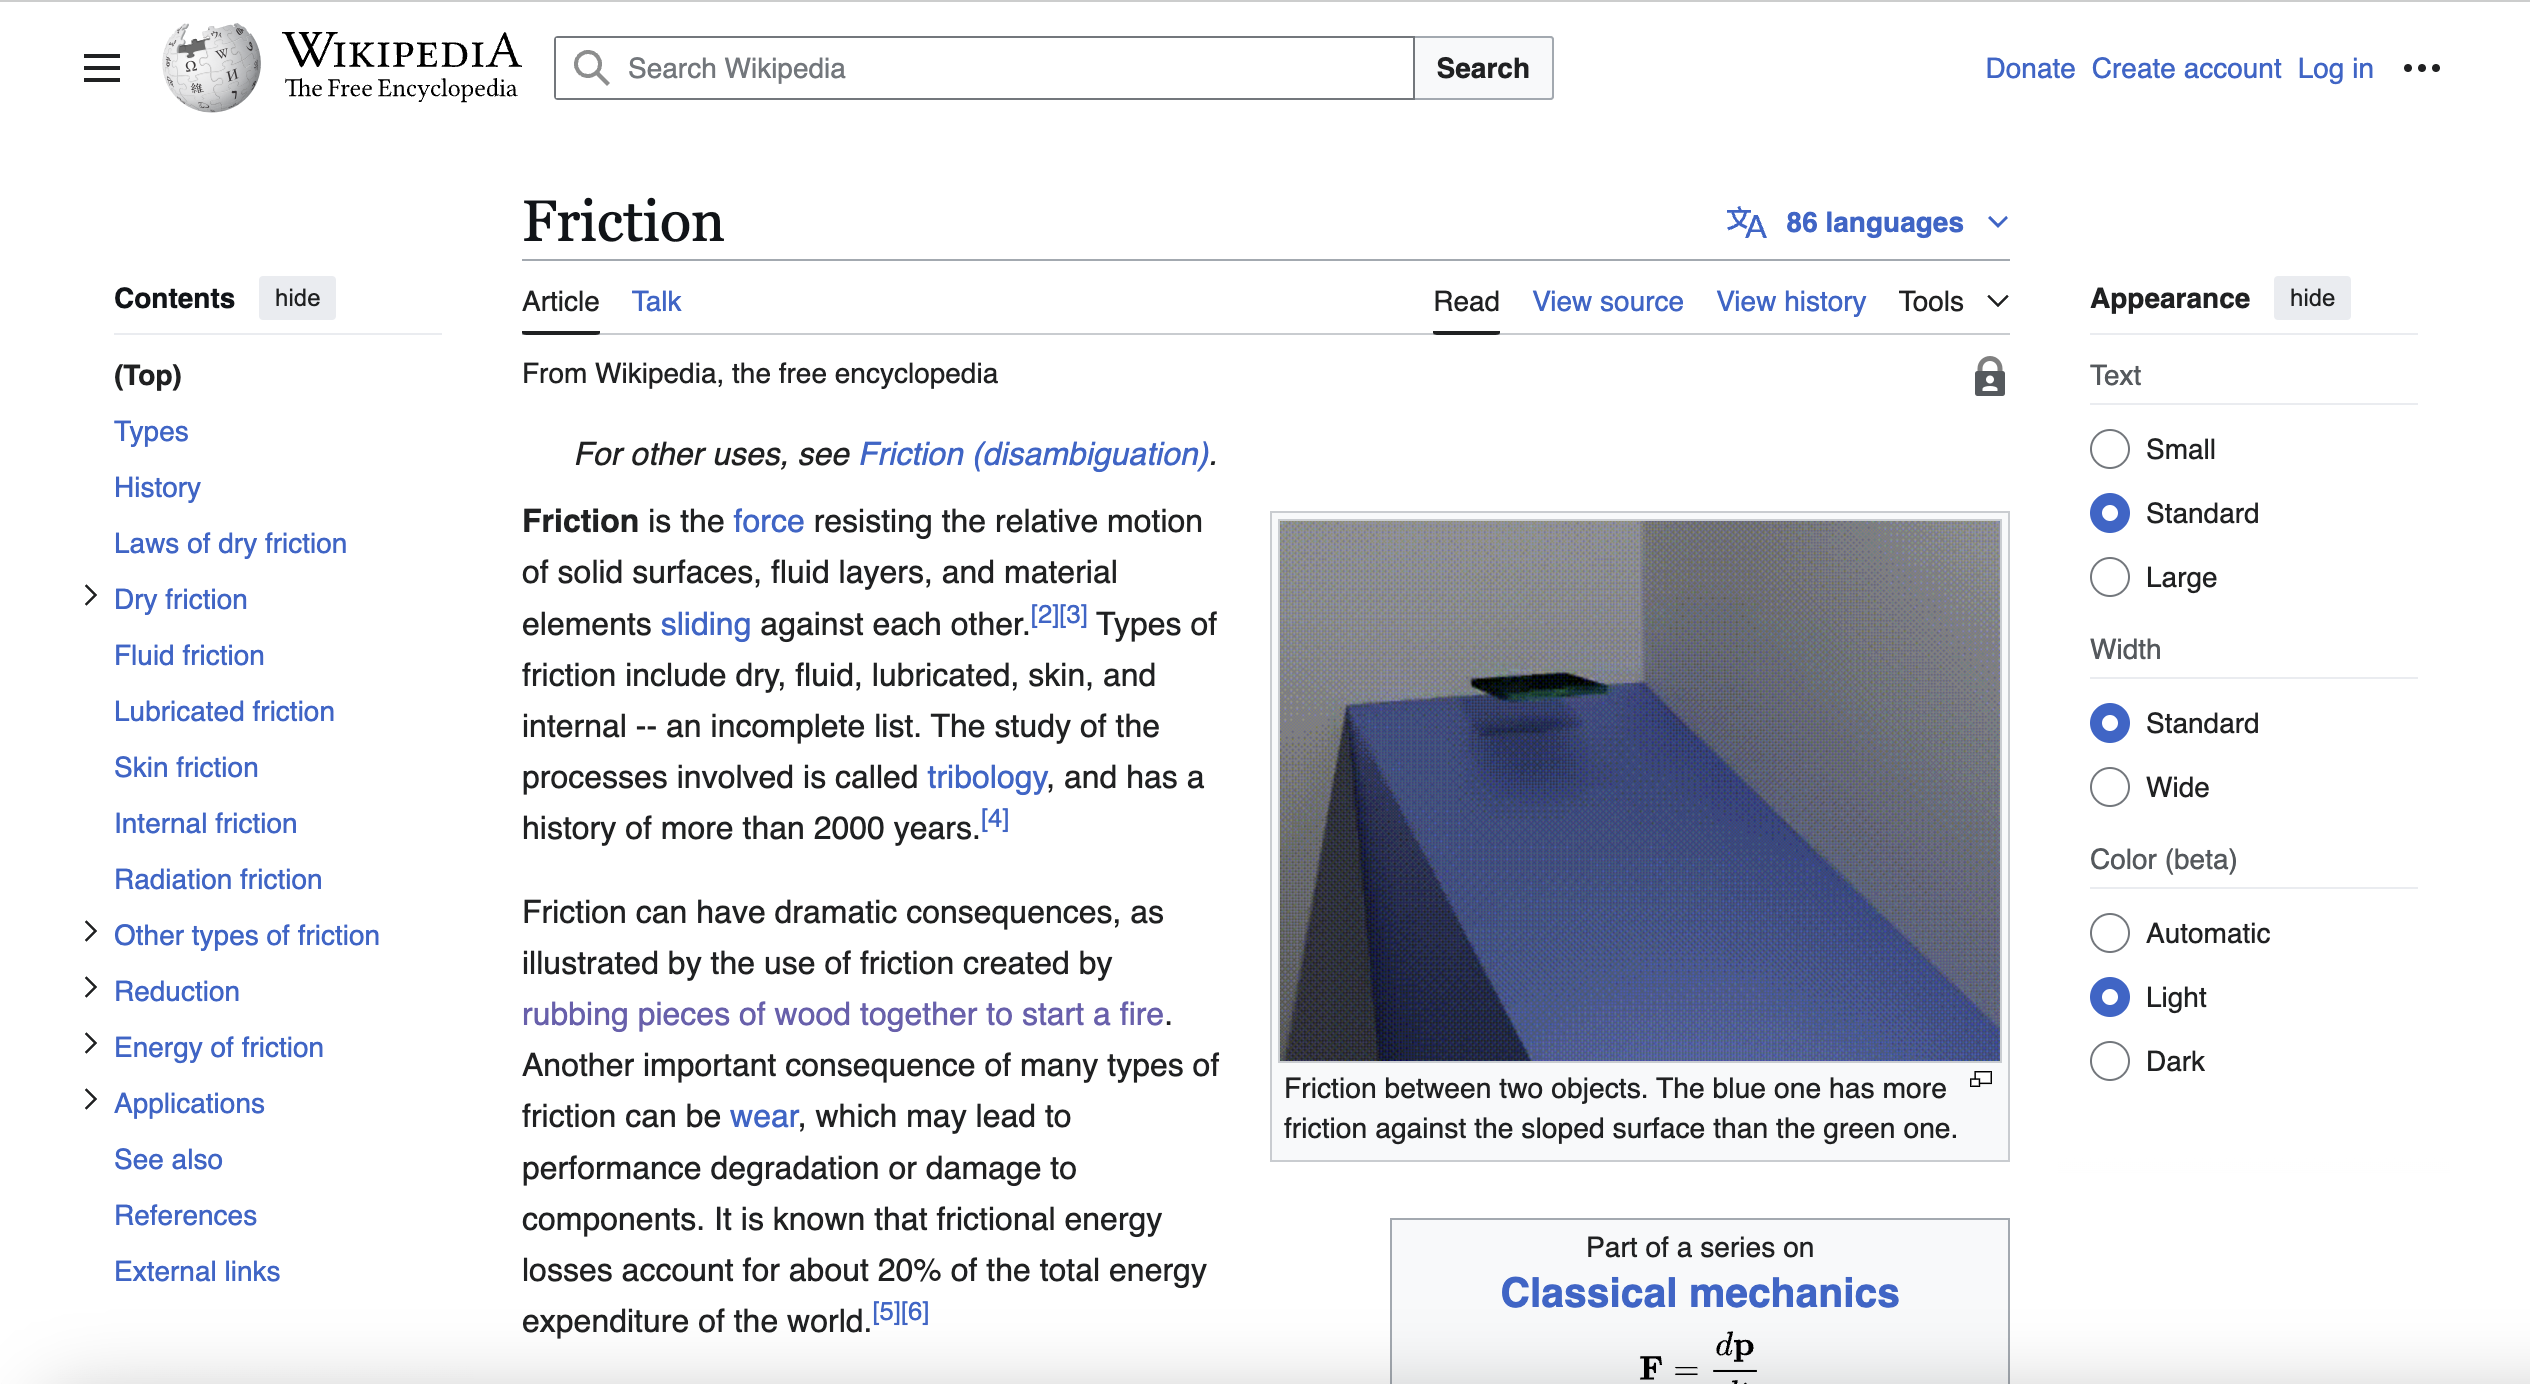 WIKIPEDIA
The Free Encyclopedia
Search Wikipedia
Search
Donate Create account Log in
Contents hide
(Top)
Types
History
Laws of dry friction
Dry friction
Fluid friction
Lubricated friction
Skin friction
Internal friction
Radiation friction
Other types of friction
Reduction
Energy of friction
Applications
See also
References
External links
Friction
文A 86 languages
Article Talk
Read View source View history Tools
From Wikipedia, the free encyclopedia
For other uses, see Friction (disambiguation).
Friction is the force resisting the relative motion
of solid surfaces, fluid layers, and material
elements sliding against each other.[2][3] Types of
friction include dry, fluid, lubricated, skin, and
internal -- an incomplete list. The study of the
processes involved is called tribology, and has a
history of more than 2000 years.[4]
Friction can have dramatic consequences, as
illustrated by the use of friction created by
rubbing pieces of wood together to start a fire.
Another important consequence of many types of
friction can be wear, which may lead to
performance degradation or damage to
components. It is known that frictional energy
losses account for about 20% of the total energy
expenditure of the world.[5][6]
Friction between two objects. The blue one has more
friction against the sloped surface than the green one.
Part of a series on
Classical mechanics
F = dp
Appearance hide
Text
Small
Standard
Large
Width
Standard
Wide
Color (beta)
Automatic
Light
Dark